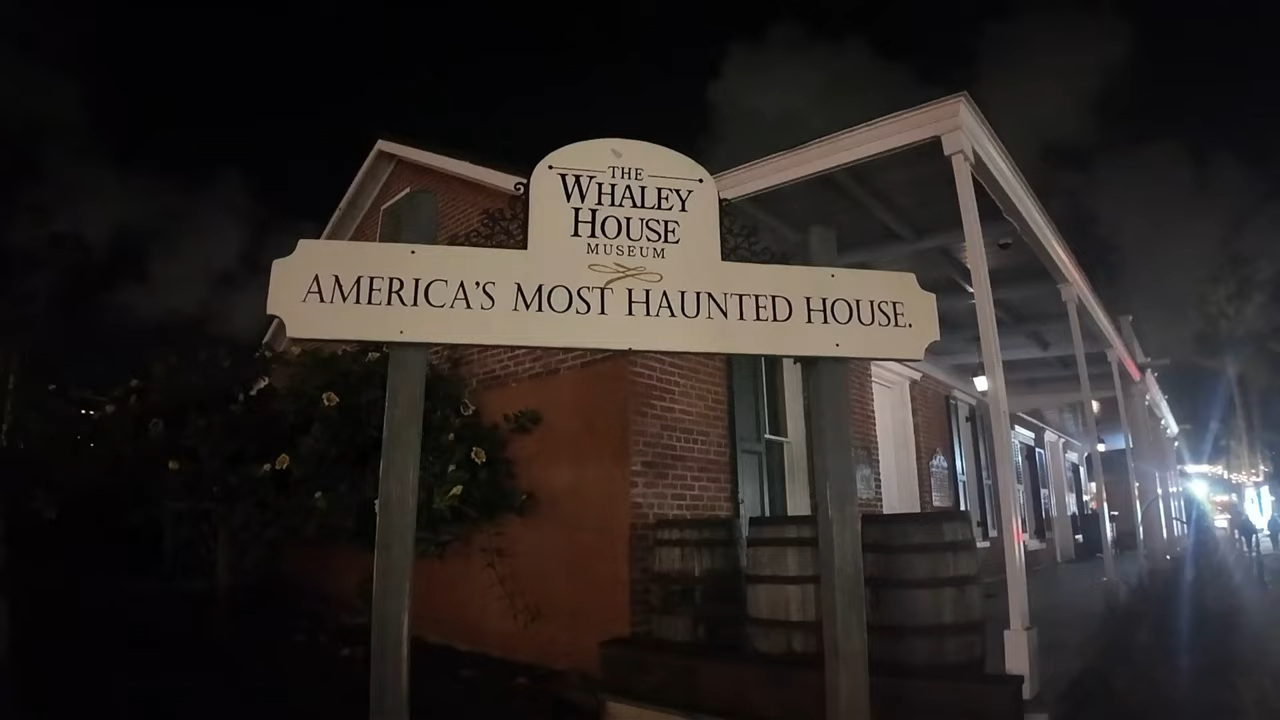 THE
WHALEY
HOUSE
MUSEUM
AMERICA'S MOST HAUNTED HOUSE.